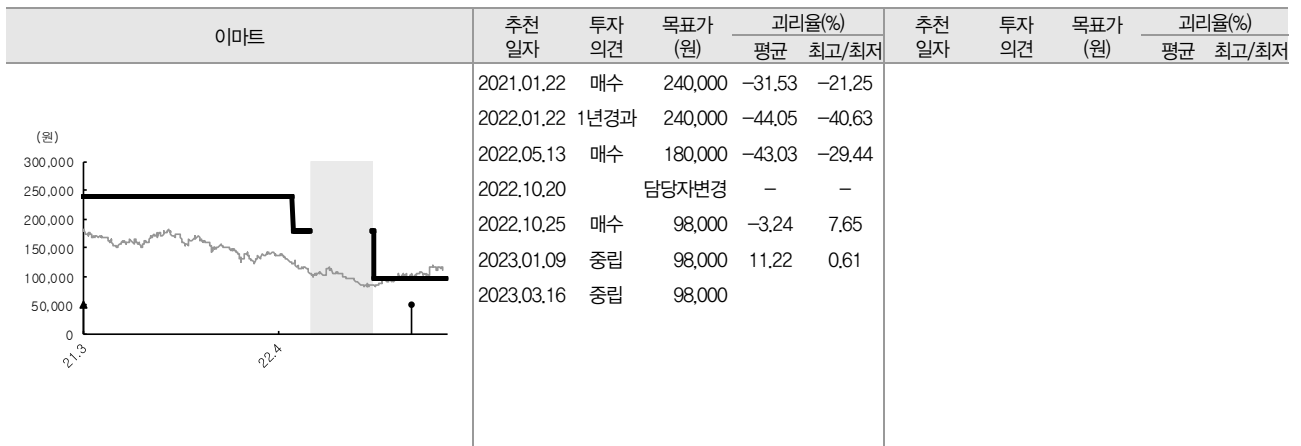 이마트
추천
일자
투자
의견
목표가
(원)
괴리율(%)
평균 최고/최저
추천
일자
투자
의견
목표가
(원)
괴리율(%)
평균 최고/최저
(원)
300,000
250,000
200,000
150,000
100,000
50,000
0
21.3
22.4
2021.01.22 매수 240,000 -31.53 -21.25
2022.01.22 1년경과 240,000 -44.05 -40.63
2022.05.13 매수 180,000 -43.03 -29.44
2022.10.20 담당자변경 - -
2022.10.25 매수 98,000 -3.24 7.65
2023.01.09 중립 98,000 11.22 0.61
2023.03.16 중립 98,000